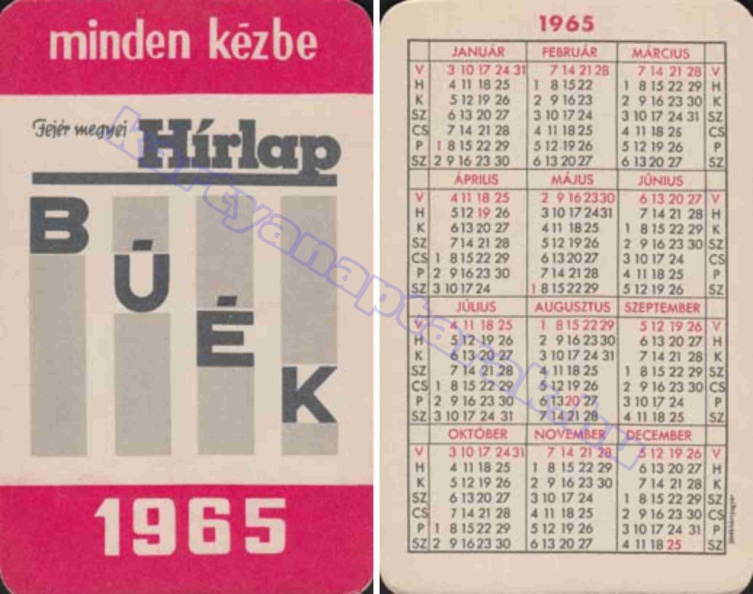 minden kézbe
Fejér megyei Hírlap
BÚÉK
1965
1965
JANUÁR FEBRUÁR MÁRCIUS
V 3 10 17 24 31 7 14 21 28 7 14 21 28 V
H 4 11 18 25 1 8 15 22 1 8 15 22 29 H
K 5 12 19 26 2 9 16 23 2 9 16 23 30 K
SZ 6 13 20 27 3 10 17 24 3 10 17 24 31 SZ
CS 7 14 21 28 4 11 18 25 4 11 18 25 CS
P 1 8 15 22 29 5 12 19 26 5 12 19 26 P
SZ 2 9 16 23 30 6 13 20 27 6 13 20 27 SZ
ÁPRILIS MÁJUS JÚNIUS
V 4 11 18 25 2 9 16 23 30 6 13 20 27 V
H 5 12 19 26 3 10 17 24 31 7 14 21 28 H
K 6 13 20 27 4 11 18 25 1 8 15 22 29 K
SZ 7 14 21 28 5 12 19 26 2 9 16 23 30 SZ
CS 1 8 15 22 29 6 13 20 27 3 10 17 24 CS
P 2 9 16 23 30 7 14 21 28 4 11 18 25 P
SZ 3 10 17 24 1 8 15 22 29 5 12 19 26 SZ
JÚLIUS AUGUSZTUS SZEPTEMBER
V 4 11 18 25 1 8 15 22 29 5 12 19 26 V
H 5 12 19 26 2 9 16 23 30 6 13 20 27 H
K 6 13 20 27 3 10 17 24 31 7 14 21 28 K
SZ 7 14 21 28 4 11 18 25 1 8 15 22 29 SZ
CS 1 8 15 22 29 5 12 19 26 2 9 16 23 30 CS
P 2 9 16 23 30 6 13 20 27 3 10 17 24 P
SZ 3 10 17 24 31 7 14 21 28 4 11 18 25 SZ
OKTÓBER NOVEMBER DECEMBER
V 3 10 17 24 31 7 14 21 28 5 12 19 26 V
H 4 11 18 25 1 8 15 22 29 6 13 20 27 H
K 5 12 19 26 2 9 16 23 30 7 14 21 28 K
SZ 6 13 20 27 3 10 17 24 1 8 15 22 29 SZ
CS 7 14 21 28 4 11 18 25 2 9 16 23 30 CS
P 1 8 15 22 29 5 12 19 26 3 10 17 24 31 P
SZ 2 9 16 23 30 6 13 20 27 4 11 18 25 SZ